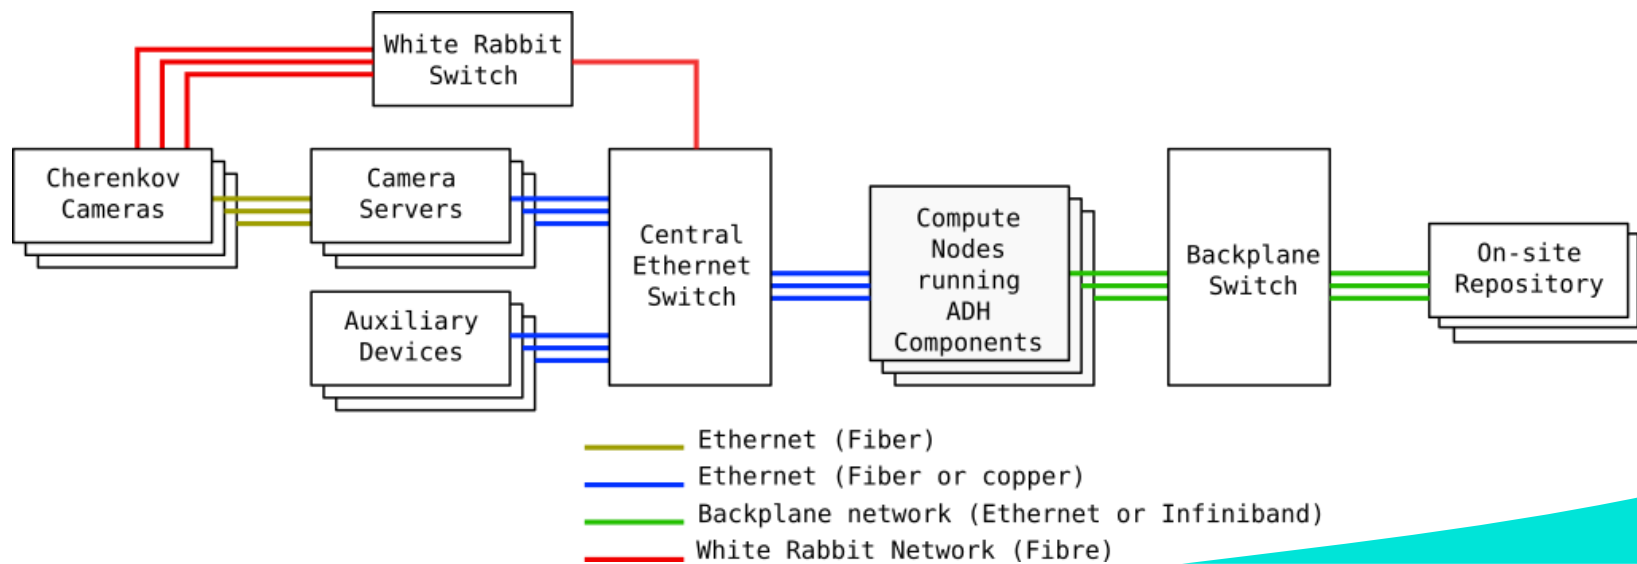 White Rabbit
Switch
Cherenkov
Cameras
Camera
Servers
Auxiliary
Devices
Central
Ethernet
Switch
Compute
Nodes
running
ADH
Components
Backplane
Switch
On-site
Repository
Ethernet (Fiber)
Ethernet (Fiber or copper)
Backplane network (Ethernet or Infiniband)
White Rabbit Network (Fibre)